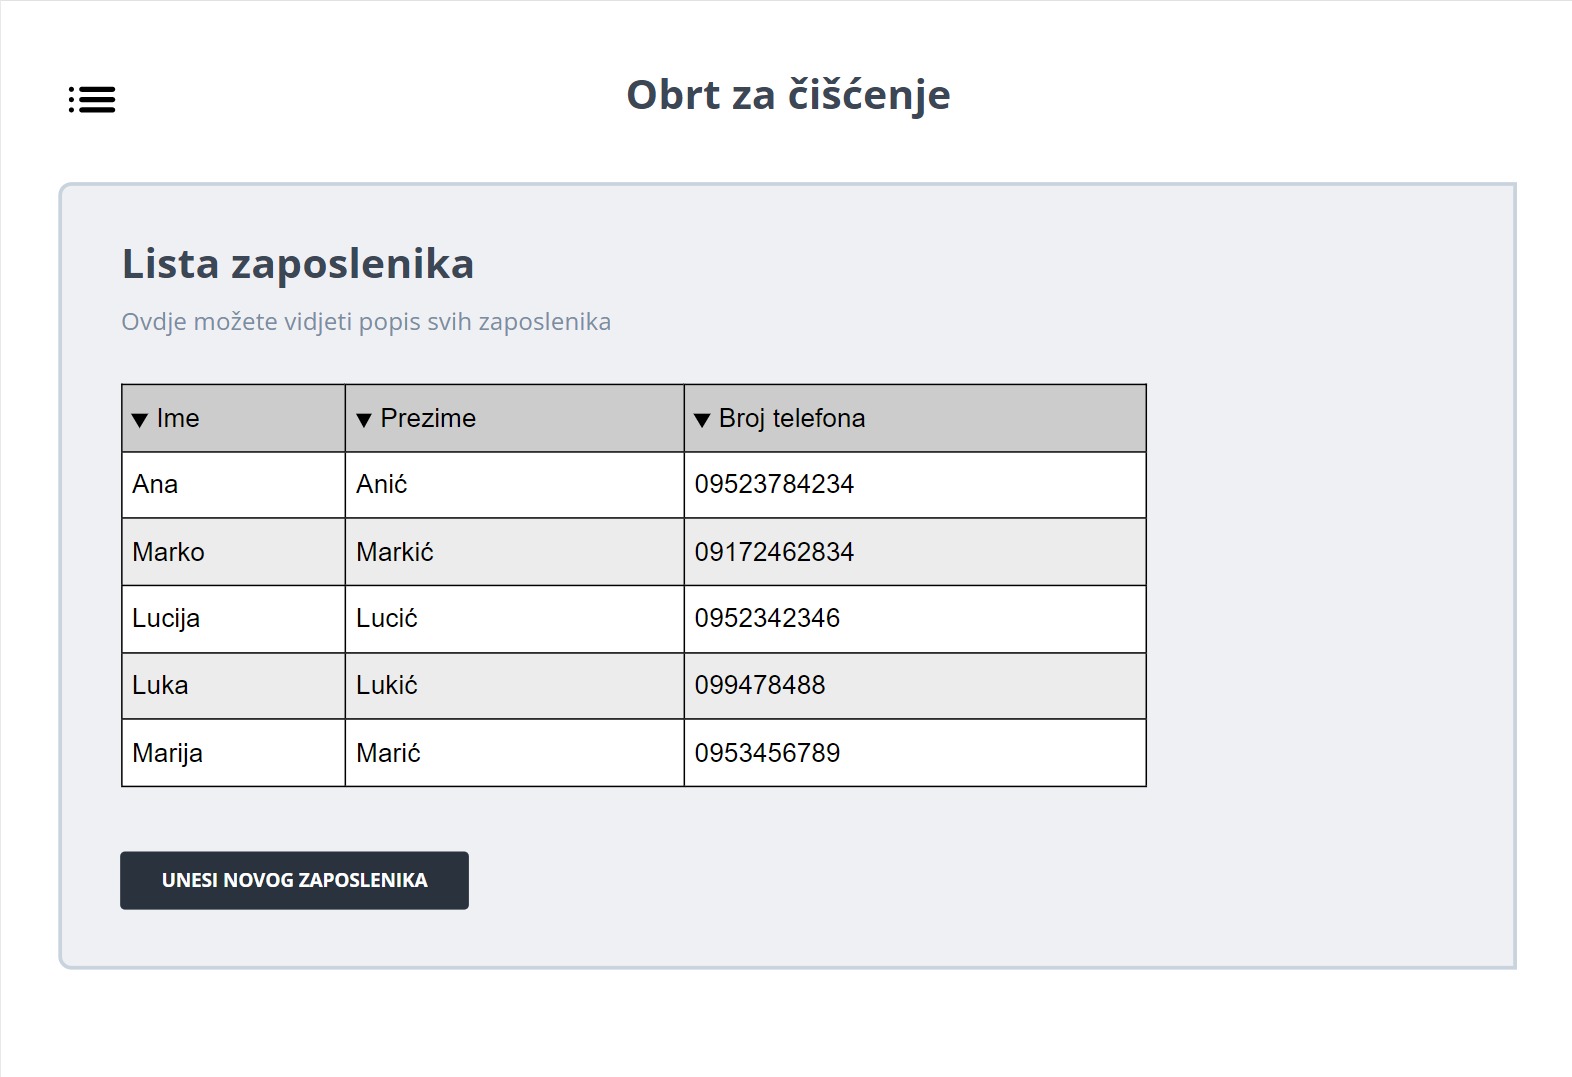 Obrt za čišćenje
Lista zaposlenika
Ovdje možete vidjeti popis svih zaposlenika
▼ Ime ▼ Prezime ▼ Broj telefona
Ana Anić 09523784234
Marko Markić 09172462834
Lucija Lucić 0952342346
Luka Lukić 099478488
Marija Marić 0953456789
UNESI NOVOG ZAPOSLENIKA